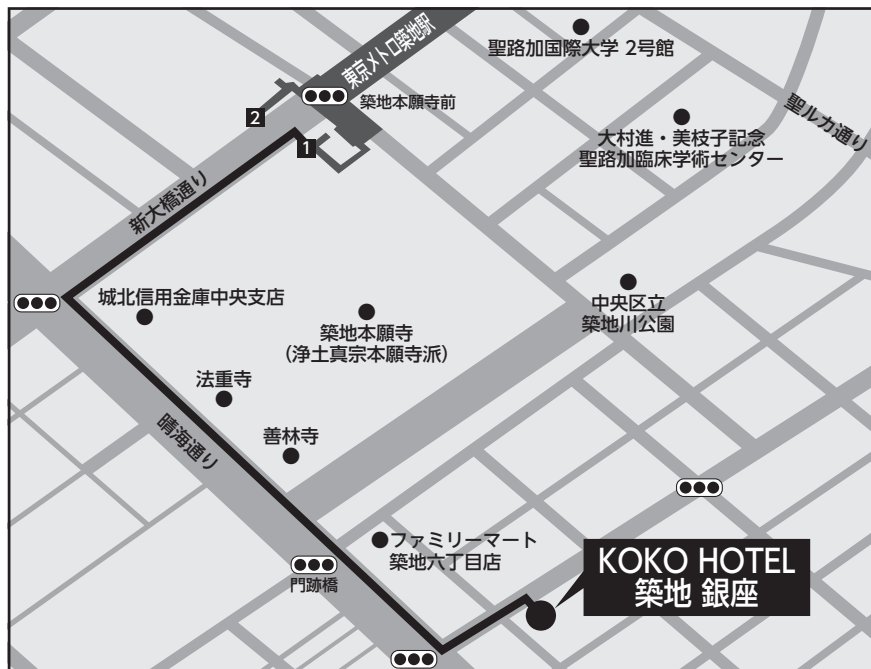 東京メトロ築地駅
聖路加国際大学 2号館
2
築地本願寺前
大村進・美枝子記念
聖路加臨床学術センター
聖ルカ通り
1
新大橋通り
城北信用金庫中央支店
築地本願寺
（浄土真宗本願寺派）
中央区立
築地川公園
法重寺
善林寺
晴海通り
ファミリーマート
築地六丁目店
門跡橋
KOKO HOTEL
築地 銀座